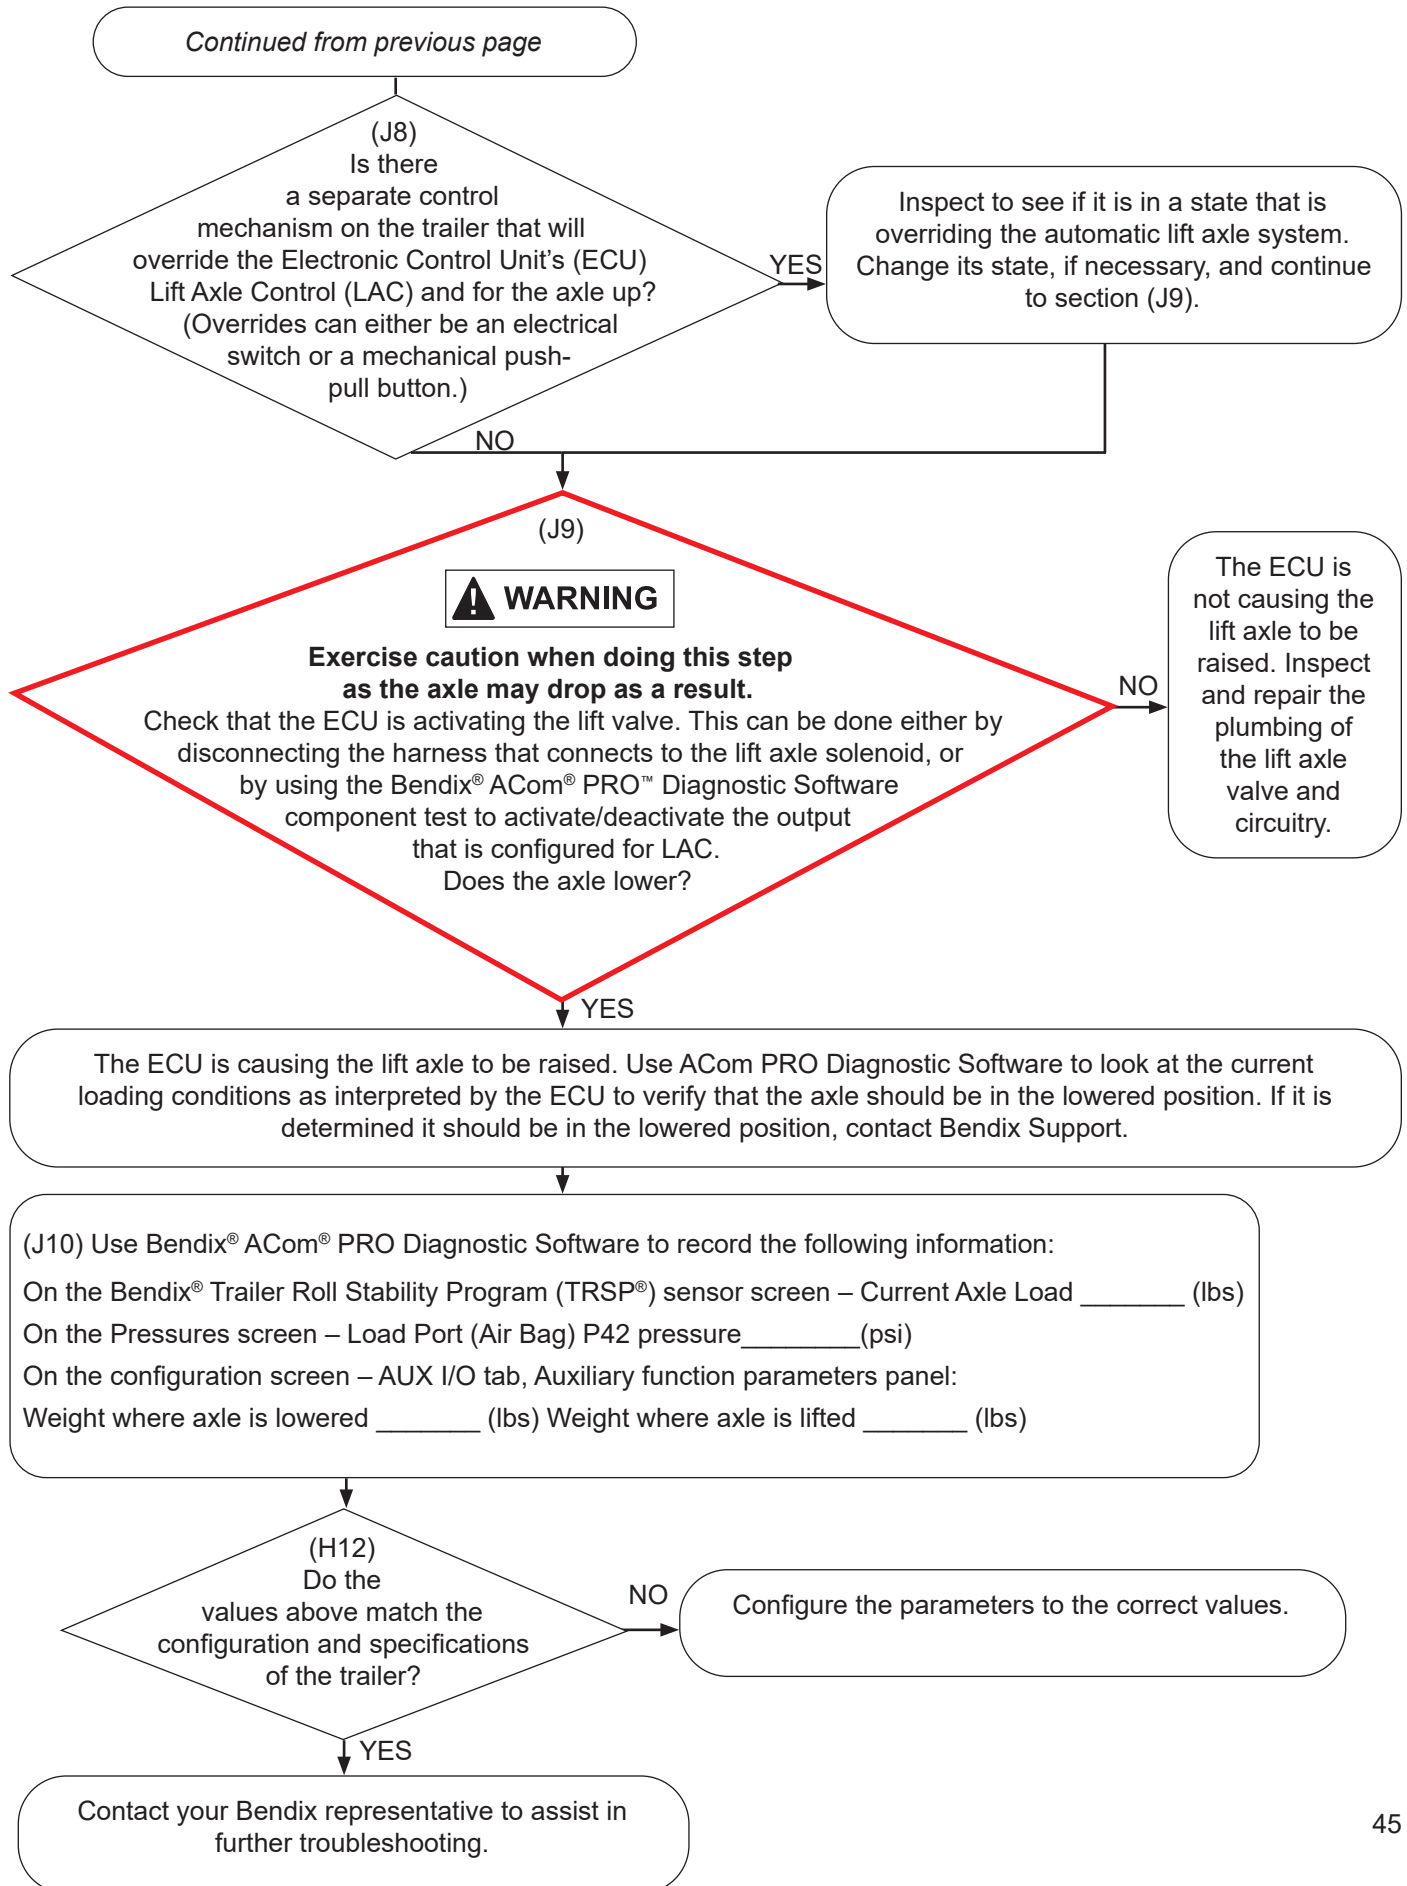 Continued from previous page
(J8)
Is there
a separate control
mechanism on the trailer that will
override the Electronic Control Unit's (ECU)
Lift Axle Control (LAC) and for the axle up?
(Overrides can either be an electrical
switch or a mechanical push-
pull button.)
YES
Inspect to see if it is in a state that is
overriding the automatic lift axle system.
Change its state, if necessary, and continue
to section (J9).
NO
(J9)
WARNING
Exercise caution when doing this step
as the axle may drop as a result.
Check that the ECU is activating the lift valve. This can be done either by
disconnecting the harness that connects to the lift axle solenoid, or
by using the Bendix® ACom® PRO™ Diagnostic Software
component test to activate/deactivate the output
that is configured for LAC.
Does the axle lower?
NO
The ECU is
not causing the
lift axle to be
raised. Inspect
and repair the
plumbing of
the lift axle
valve and
circuitry.
YES
The ECU is causing the lift axle to be raised. Use ACom PRO Diagnostic Software to look at the current
loading conditions as interpreted by the ECU to verify that the axle should be in the lowered position. If it is
determined it should be in the lowered position, contact Bendix Support.
(J10) Use Bendix® ACom® PRO Diagnostic Software to record the following information:
On the Bendix® Trailer Roll Stability Program (TRSP®) sensor screen – Current Axle Load _______ (lbs)
On the Pressures screen – Load Port (Air Bag) P42 pressure________(psi)
On the configuration screen – AUX I/O tab, Auxiliary function parameters panel:
Weight where axle is lowered _______ (lbs) Weight where axle is lifted _______ (lbs)
(H12)
Do the
values above match the
configuration and specifications
of the trailer?
NO
Configure the parameters to the correct values.
YES
Contact your Bendix representative to assist in
further troubleshooting.
45